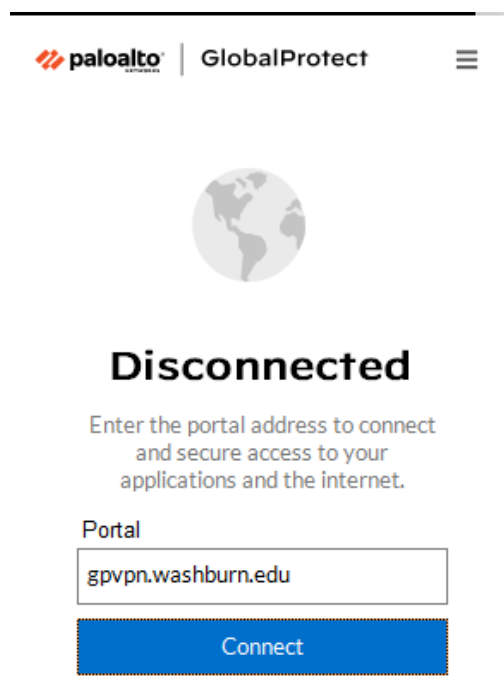 paloalto | GlobalProtect
NETWORKS
Disconnected
Enter the portal address to connect
and secure access to your
applications and the internet.
Portal
gpvpn.washburn.edu
Connect